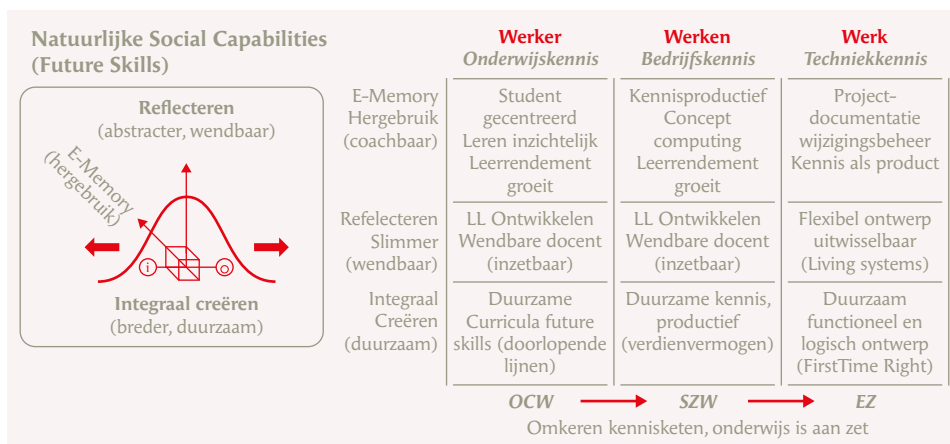 Natuurlijke Social Capabilities
(Future Skills)
Reflecteren
(abstracter, wendbaar)
E-Memory
(hergebruik)
i
o
Integraal creëren
(breder, duurzaam)
Werker
Onderwijskennis
Werken
Bedrijfskennis
Werk
Techniekkennis
E-Memory
Hergebruik
(coachbaar)
Student
gecentreerd
Leren inzichtelijk
Leerrendement
groeit
Kennisproductief
Concept
computing
Leerrendement
groeit
Project-
documentatie
wijzigingsbeheer
Kennis als product
Refelecteren
Slimmer
(wendbaar)
LL Ontwikkelen
Wendbare docent
(inzetbaar)
LL Ontwikkelen
Wendbare docent
(inzetbaar)
Flexibel ontwerp
uitwisselbaar
(Living systems)
Integraal
Creëren
(duurzaam)
Duurzame
Curricula future
skills (doorlopende
lijnen)
Duurzame kennis,
productief
(verdienvermogen)
Duurzaam
functioneel en
logisch ontwerp
(FirstTime Right)
OCW
SZW
EZ
Omkeren kennisketen, onderwijs is aan zet